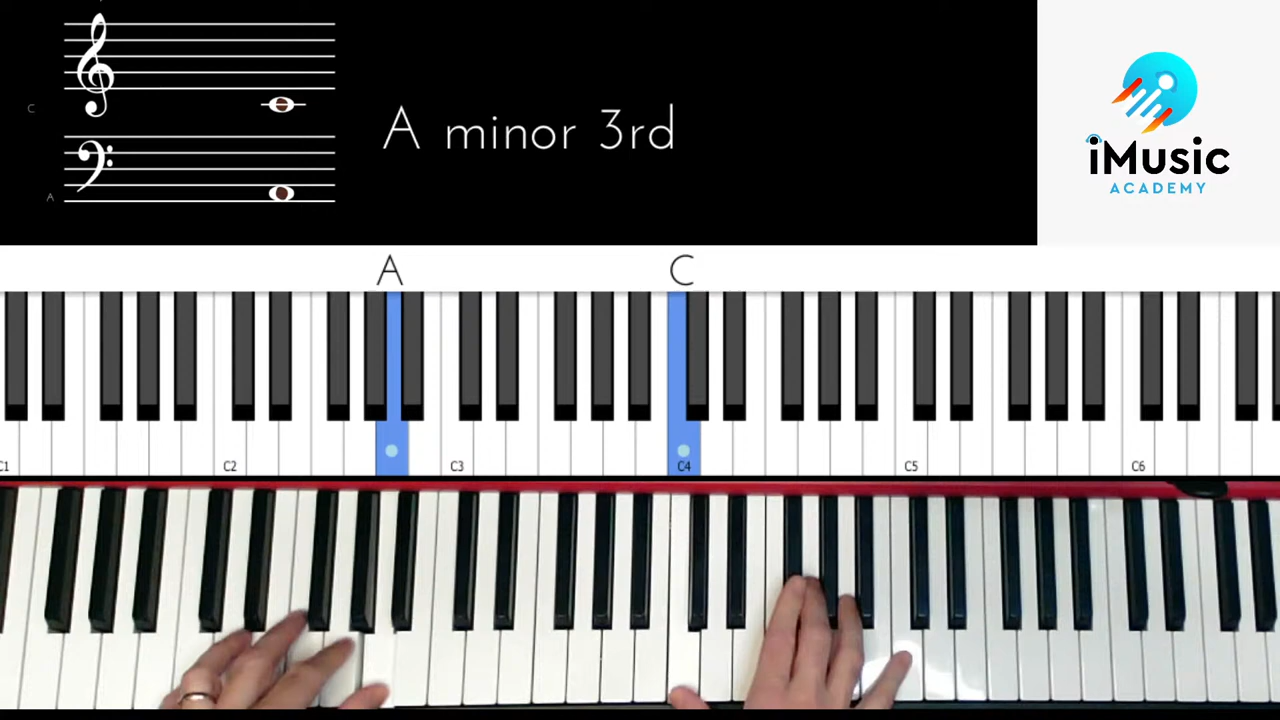 C
A
A minor 3rd
iMusic
ACADEMY
A C
C1 C2 C3 C4 C5 C6